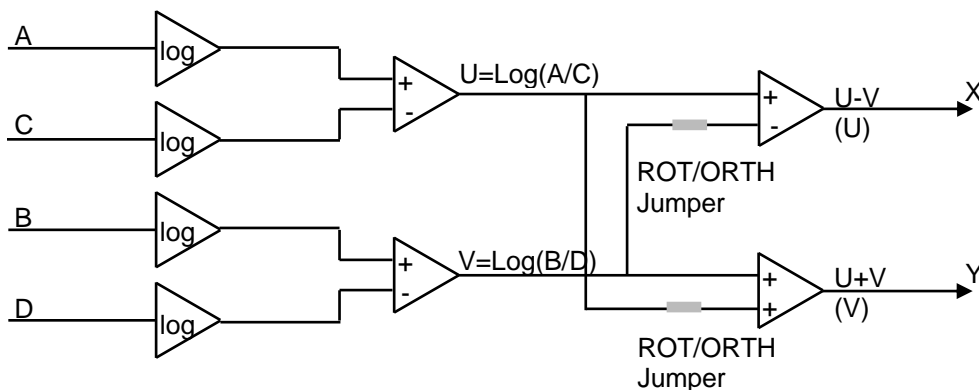 A
log
+
-
U=Log(A/C)
C
log
+
-
U-V
(U)
X
ROT/ORTH
Jumper
B
log
+
-
V=Log(B/D)
D
log
+
+
U+V
(V)
Y
ROT/ORTH
Jumper